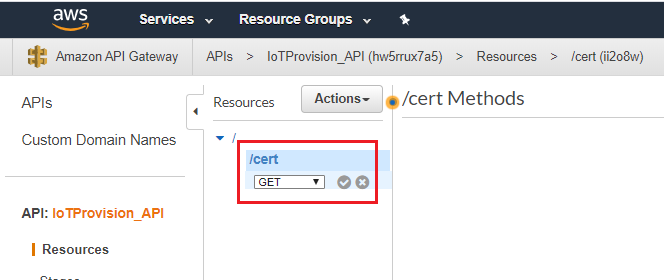 aws Services Resource Groups
Amazon API Gateway APIs > IoTProvision_API (hw5rrux7a5) > Resources > /cert (ii2o8w)
APIs
Custom Domain Names
API: IoTProvision_API
Resources
Resources Actions
/
/cert
GET
/cert Methods